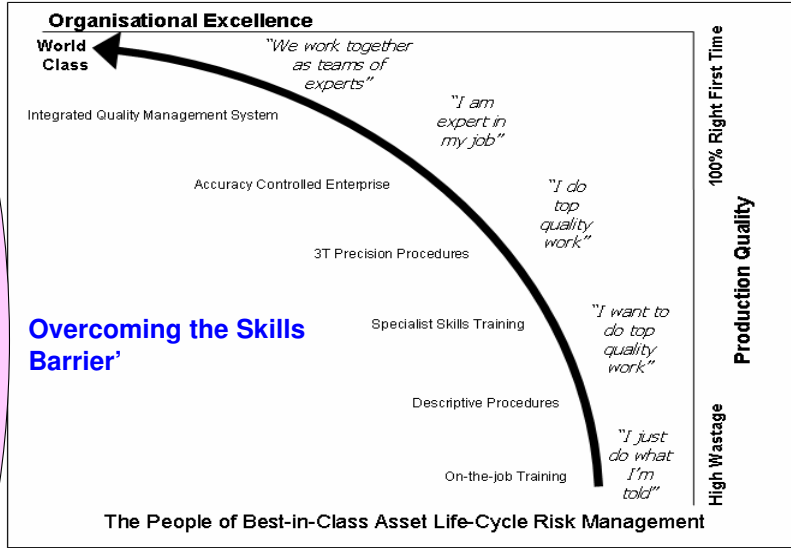 Organisational Excellence
World
Class
“We work together
as teams of
experts”
Integrated Quality Management System
“I am
expert in
my job”
Accuracy Controlled Enterprise
“I do
top
quality
work”
3T Precision Procedures
Overcoming the Skills
Barrier’
Specialist Skills Training
“I want to
do top
quality
work”
Descriptive Procedures
“I just
do what
I’m
told”
On-the-job Training
100% Right First Time
Production Quality
High Wastage
The People of Best-in-Class Asset Life-Cycle Risk Management